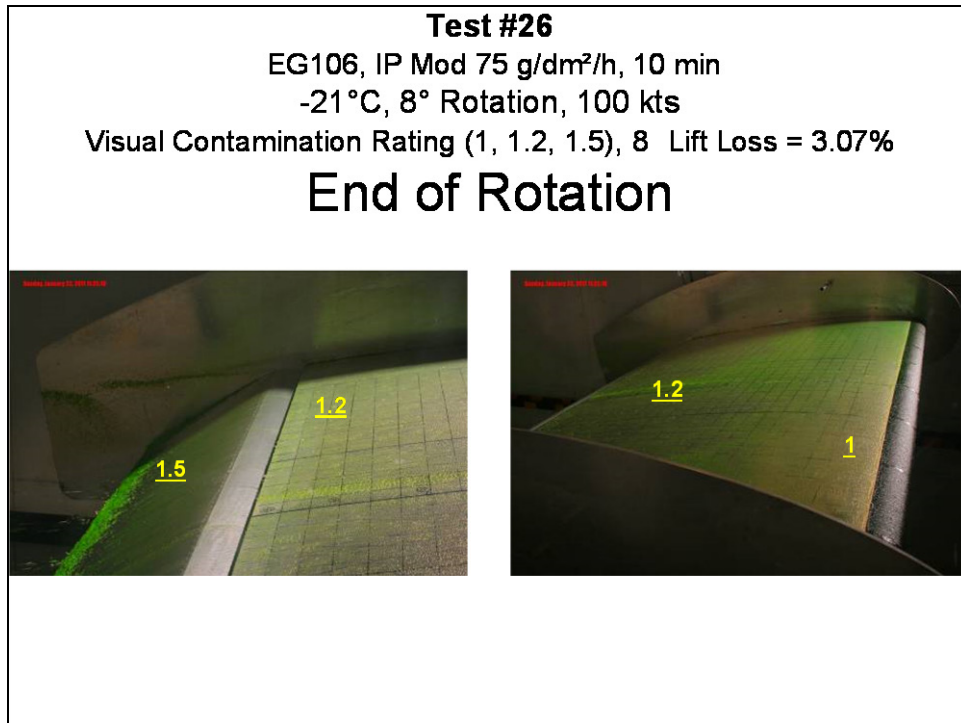 Test #26
EG106, IP Mod 75 g/dm²/h, 10 min
-21°C, 8° Rotation, 100 kts
Visual Contamination Rating (1, 1.2, 1.5), 8 Lift Loss = 3.07%
End of Rotation
1.2
1.5
1.2
1